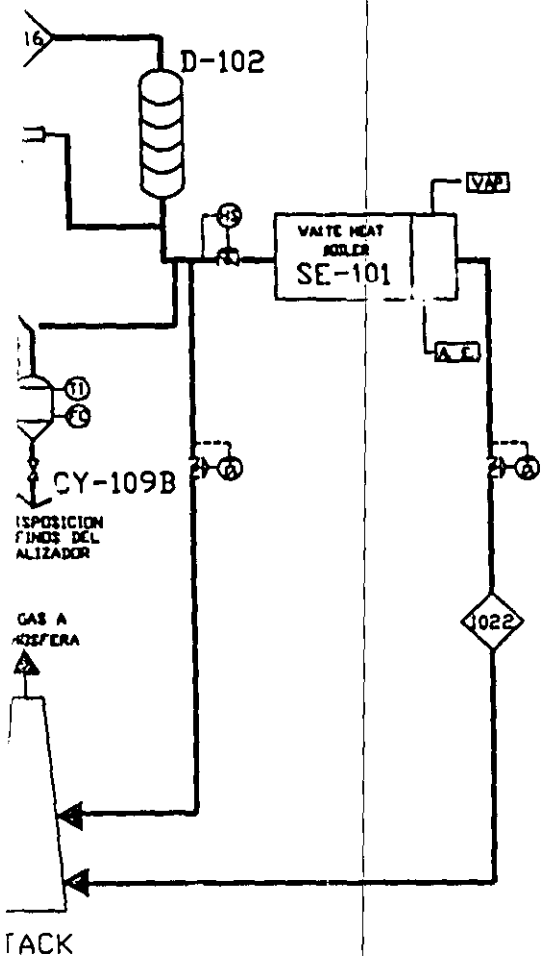 16
D-102
HS
VAP
WASTE HEAT
BOILER
SE-101
A.C.
TI
CY-109B
ISPOSICION
FINOS DEL
ALIZADOR
GAS A
MOSFERA
1022
TACK